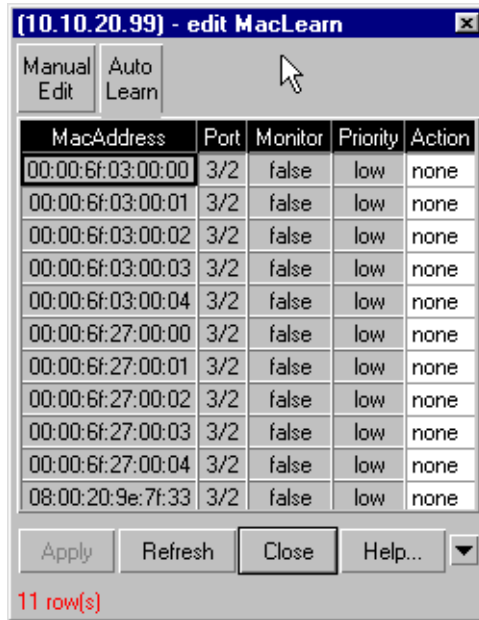 (10.10.20.99) - edit MacLearn
Manual Edit Auto Learn
MacAddress Port Monitor Priority Action
00:00:6f:03:00:00 3/2 false low none
00:00:6f:03:00:01 3/2 false low none
00:00:6f:03:00:02 3/2 false low none
00:00:6f:03:00:03 3/2 false low none
00:00:6f:03:00:04 3/2 false low none
00:00:6f:27:00:00 3/2 false low none
00:00:6f:27:00:01 3/2 false low none
00:00:6f:27:00:02 3/2 false low none
00:00:6f:27:00:03 3/2 false low none
00:00:6f:27:00:04 3/2 false low none
08:00:20:9e:7f:33 3/2 false low none
Apply Refresh Close Help...
11 row(s)